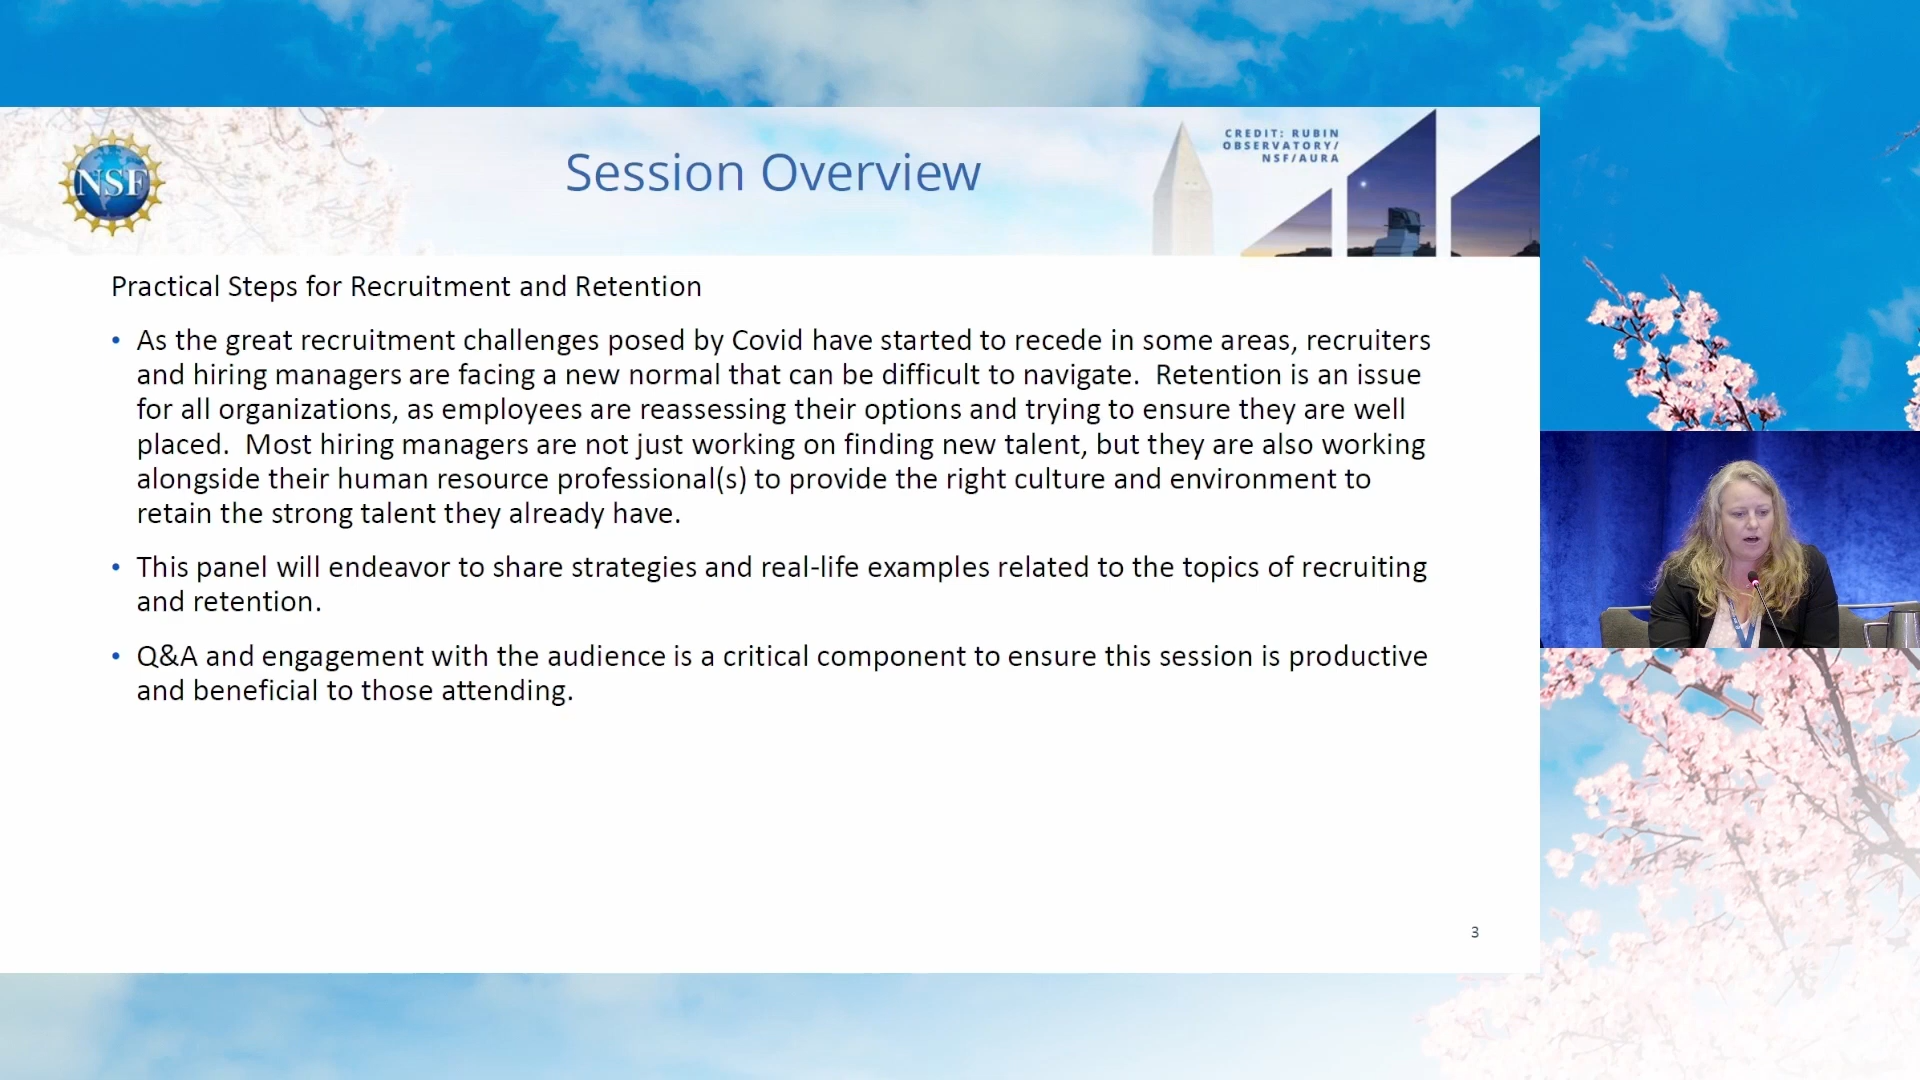 NSF
Session Overview
CREDIT: RUBIN
OBSERVATORY/
NSF/AURA
Practical Steps for Recruitment and Retention
• As the great recruitment challenges posed by Covid have started to recede in some areas, recruiters
and hiring managers are facing a new normal that can be difficult to navigate.  Retention is an issue
for all organizations, as employees are reassessing their options and trying to ensure they are well
placed.  Most hiring managers are not just working on finding new talent, but they are also working
alongside their human resource professional(s) to provide the right culture and environment to
retain the strong talent they already have.
• This panel will endeavor to share strategies and real-life examples related to the topics of recruiting
and retention.
• Q&A and engagement with the audience is a critical component to ensure this session is productive
and beneficial to those attending.
3